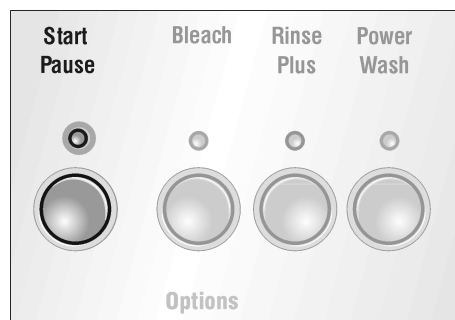 Start
Pause
Bleach
Rinse
Plus
Power
Wash
Options